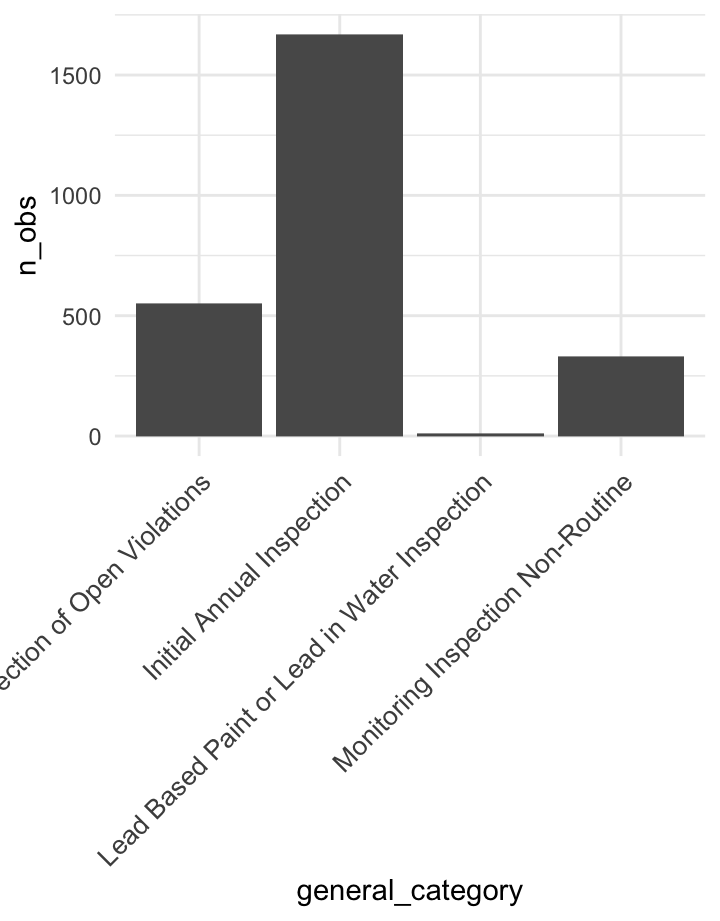 n_obs
1500
1000
500
0
of Open Violations
Initial Annual Inspection
Lead Based Paint or Lead in Water Inspection
Monitoring Inspection Non-Routine
general_category